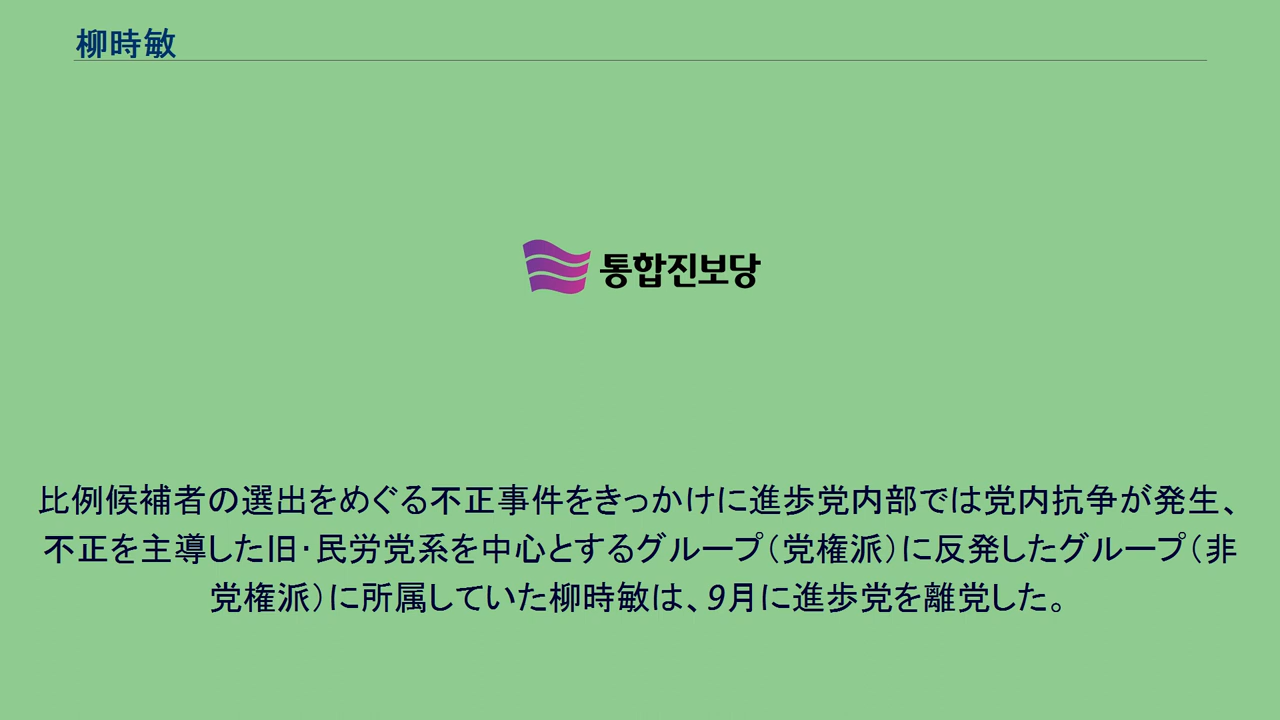 柳時敏
통합진보당
比例候補者の選出をめぐる不正事件をきっかけに進歩党内部では党内抗争が発生、
不正を主導した旧・民労党系を中心とするグループ（党権派）に反発したグループ（非
党権派）に所属していた柳時敏は、9月に進歩党を離党した。